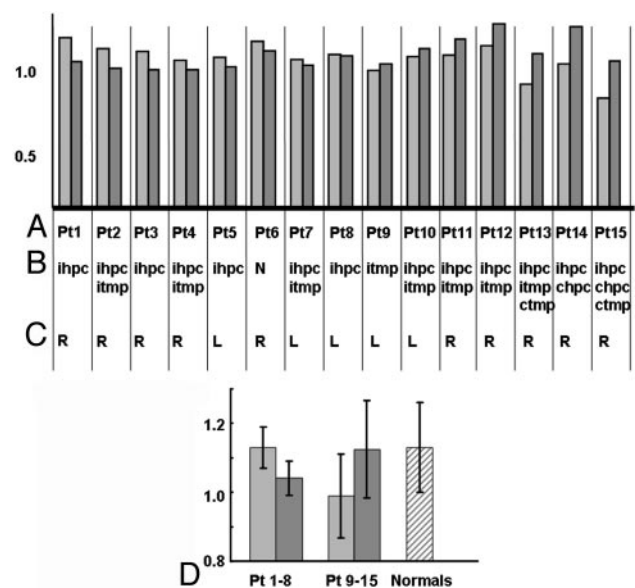 1.0
0.5
A Pt1 Pt2 Pt3 Pt4 Pt5 Pt6 Pt7 Pt8 Pt9 Pt10 Pt11 Pt12 Pt13 Pt14 Pt15
B ihpc ihpc ihpc ihpc ihpc N ihpc ihpc itmp ihpc ihpc ihpc ihpc ihpc ihpc
itmp itmp itmp itmp itmp itmp itmp chpc chpc
ctmp ctmp
C R R R R L R L L L L R R R R R
1.2
1.0
0.8
D Pt 1-8 Pt 9-15 Normals